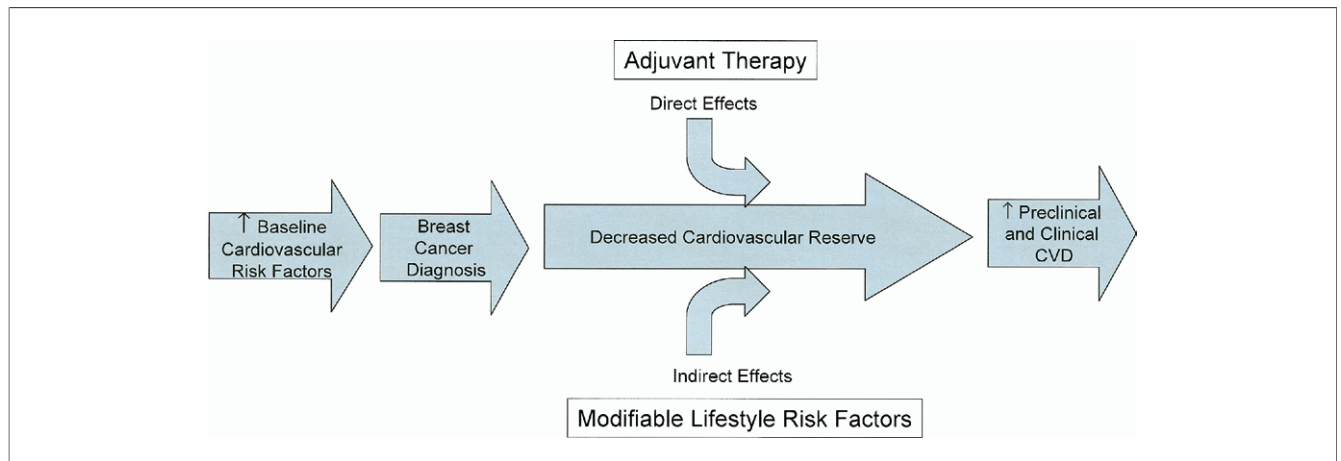 Adjuvant Therapy
Direct Effects
↑ Baseline
Cardiovascular
Risk Factors
Breast
Cancer
Diagnosis
Decreased Cardiovascular Reserve
↑ Preclinical
and Clinical
CVD
Indirect Effects
Modifiable Lifestyle Risk Factors